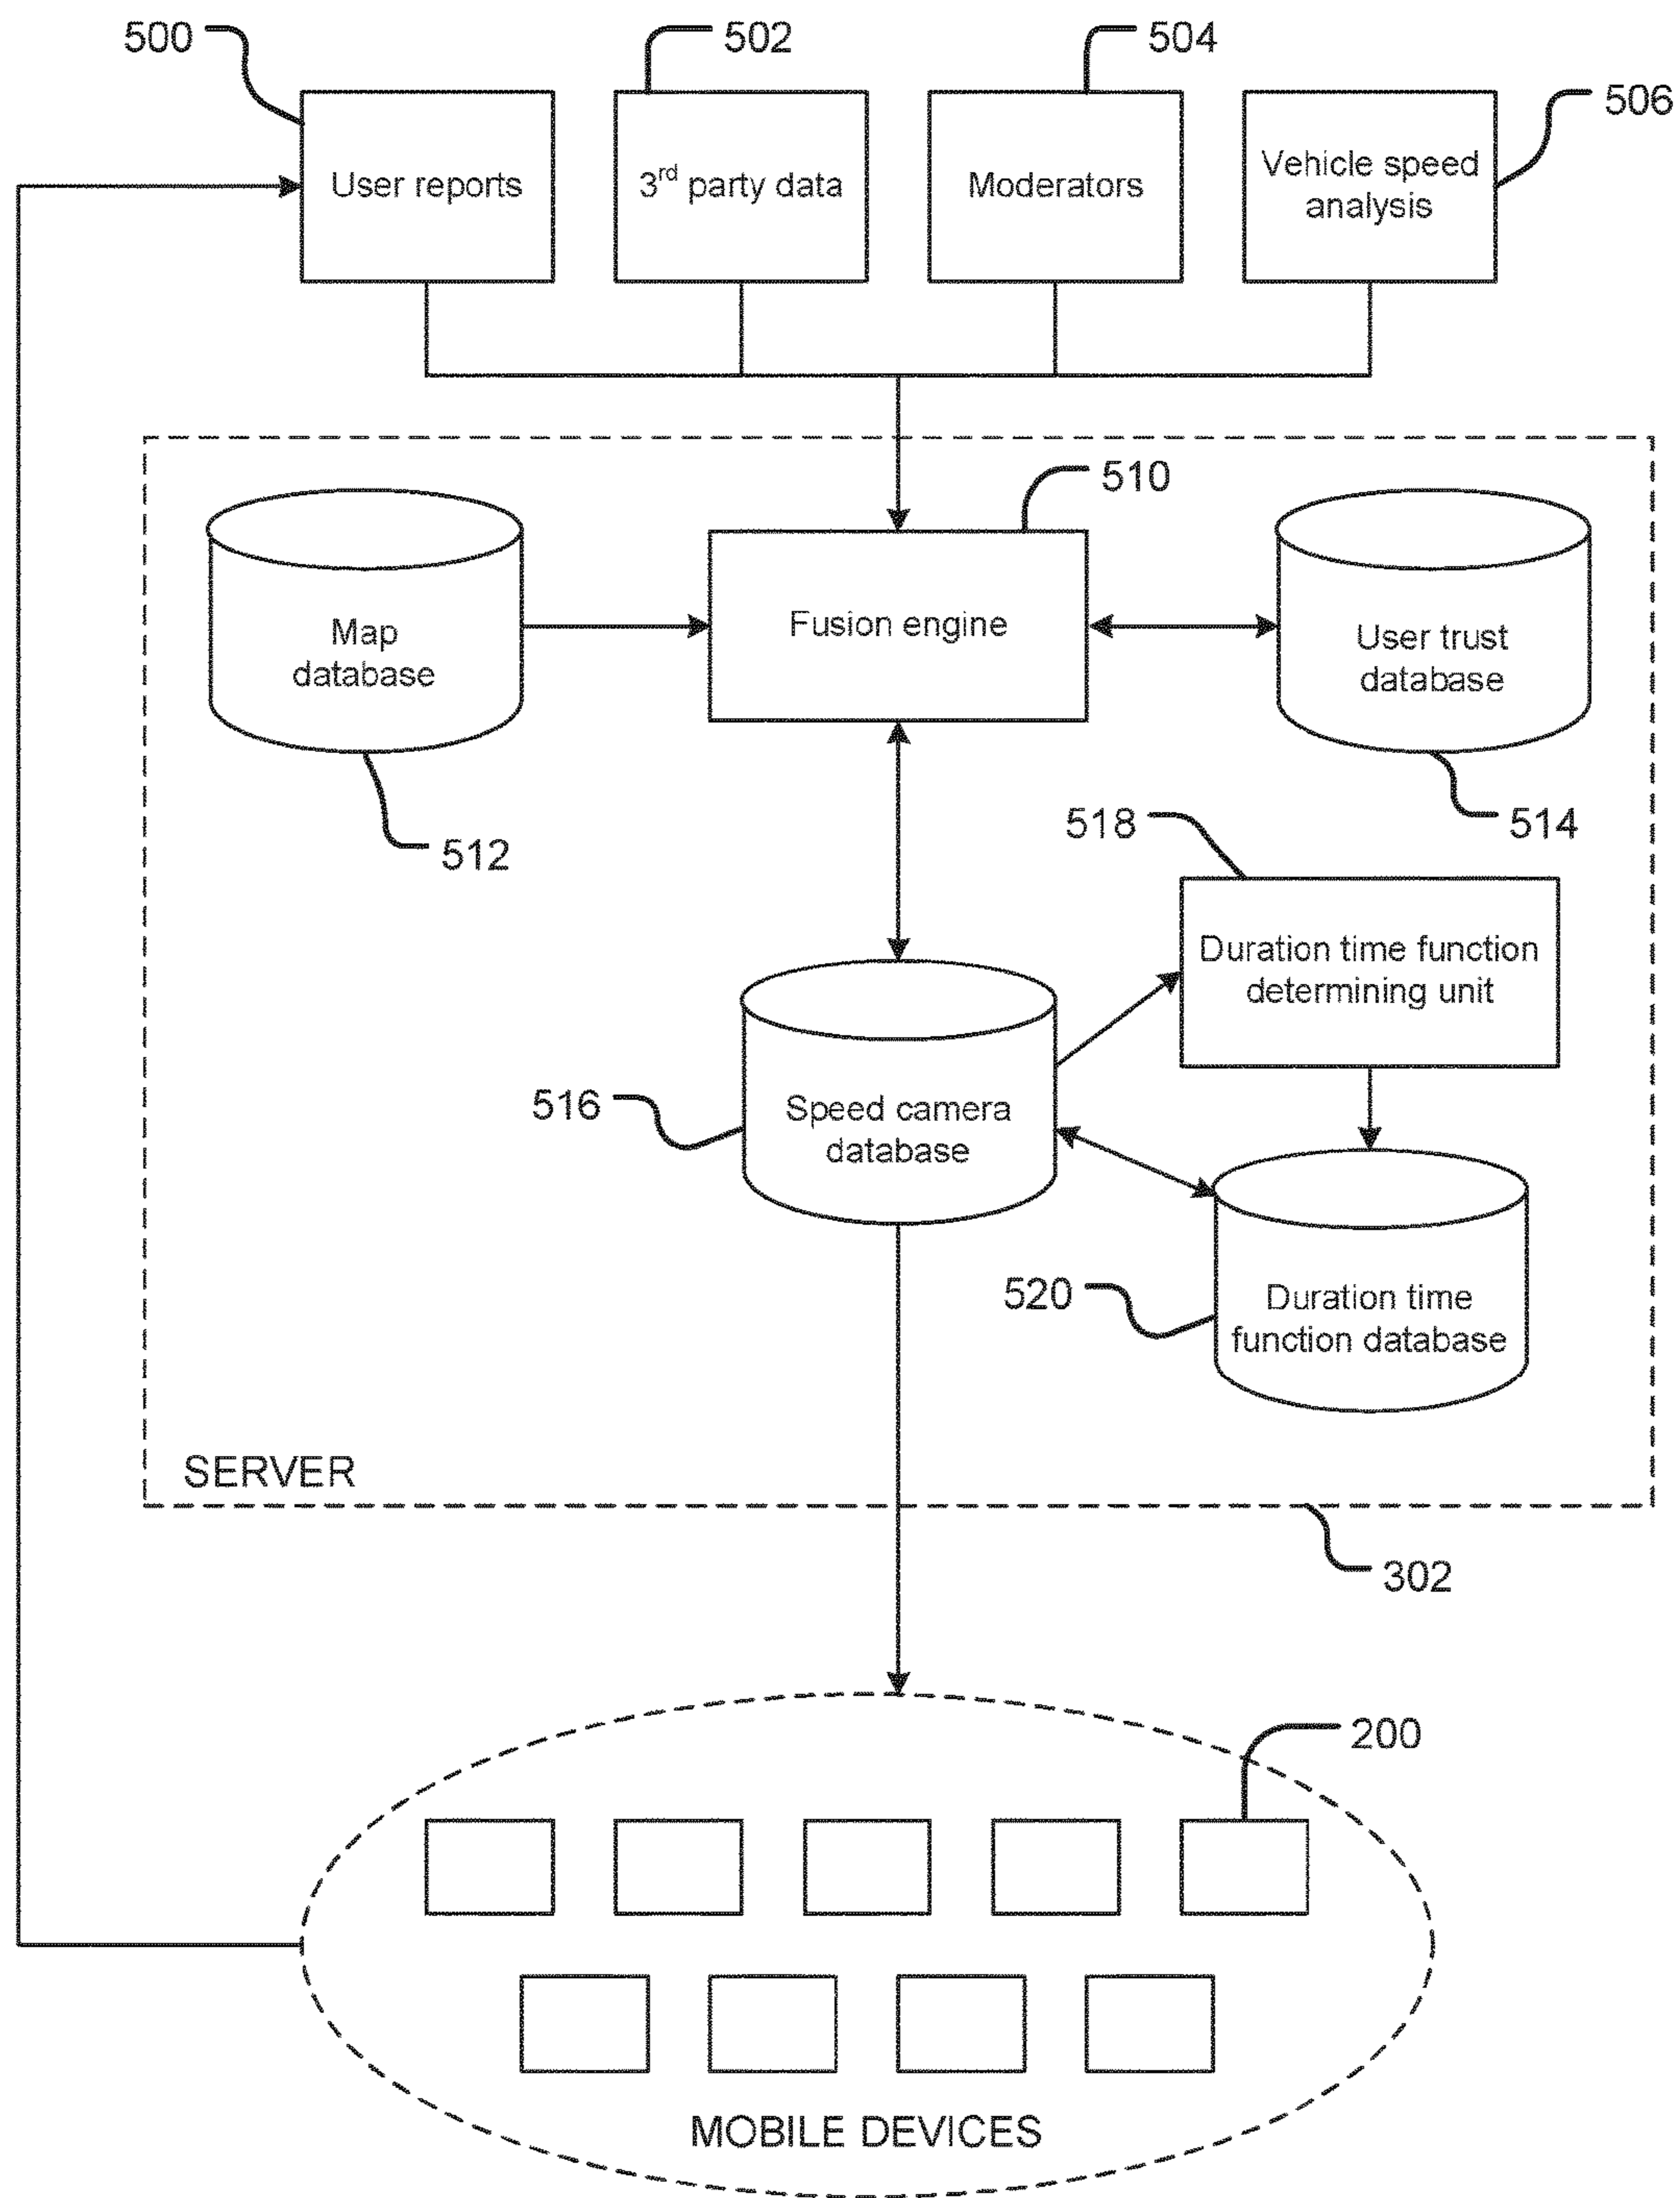 500
502
504
506
User reports
3rd party data
Moderators
Vehicle speed
analysis
510
Map
database
Fusion engine
User trust
database
512
514
518
Duration time function
determining unit
516
Speed camera
database
520
Duration time
function database
SERVER
302
200
MOBILE DEVICES